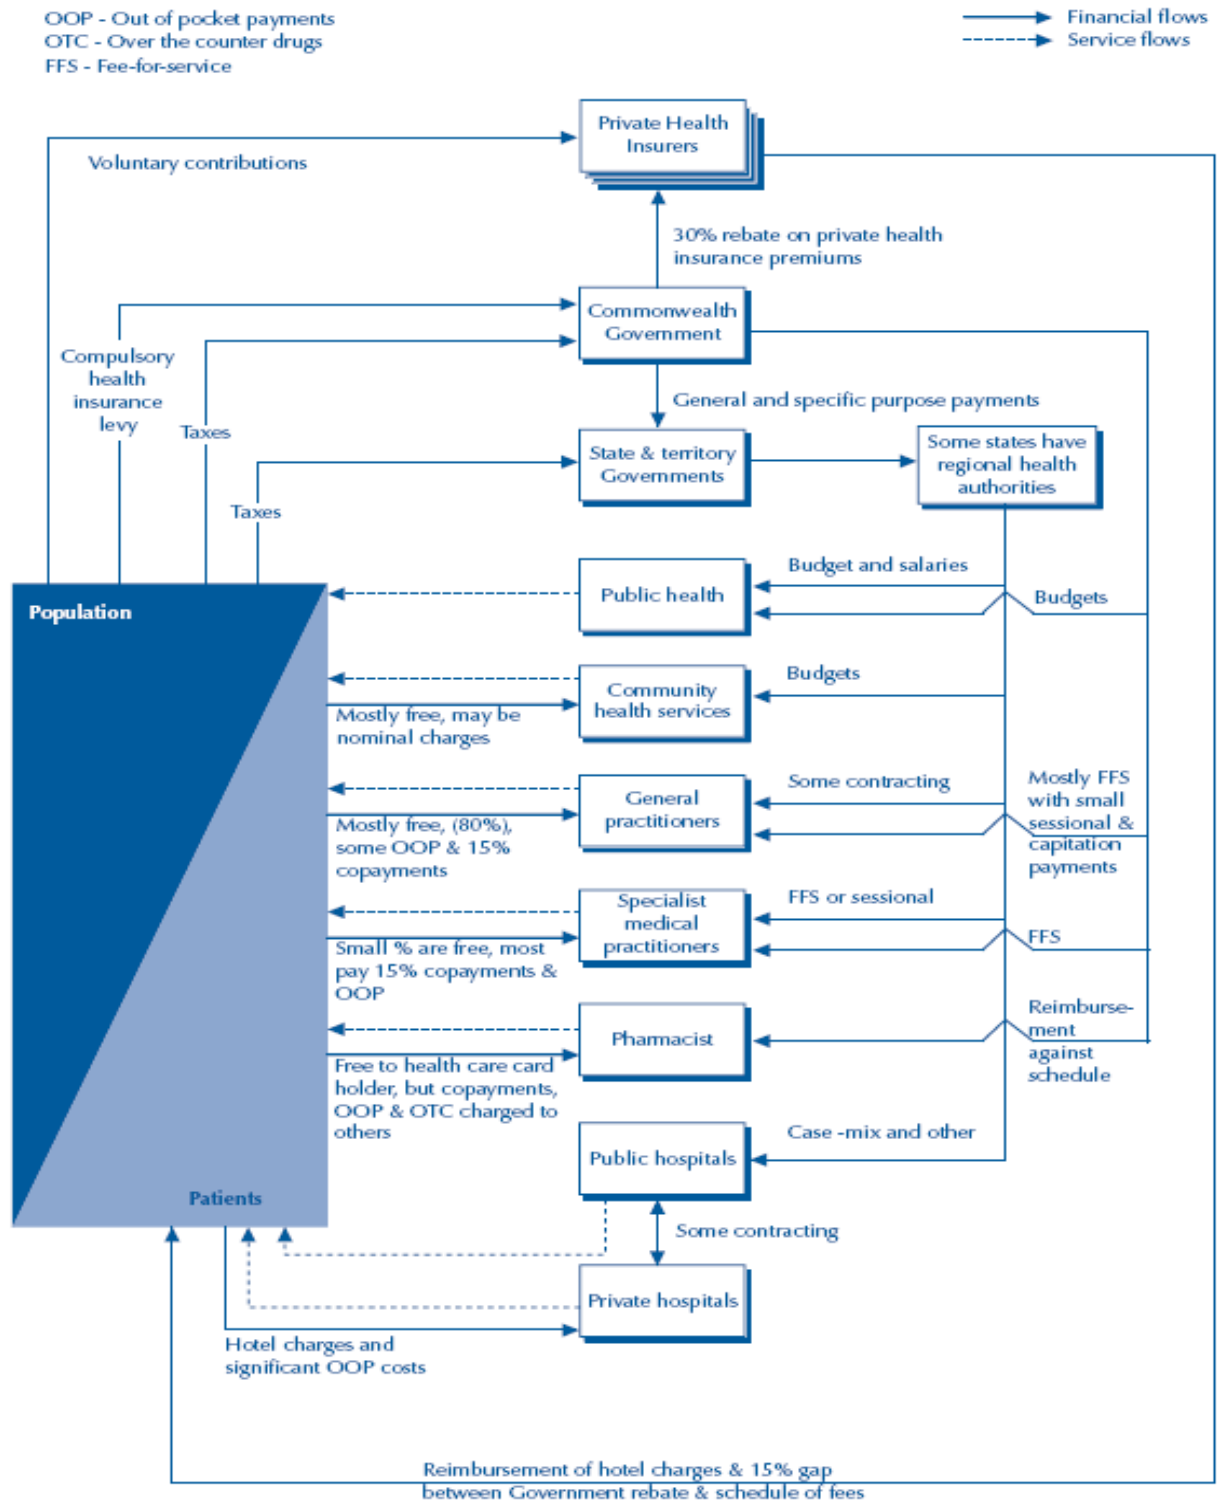 OOP - Out of pocket payments
OTC - Over the counter drugs
FFS - Fee-for-service
Financial flows
Service flows
Private Health
Insurers
Voluntary contributions
30% rebate on private health
insurance premiums
Commonwealth
Government
Compulsory
health
insurance
levy
Taxes
General and specific purpose payments
State & territory
Governments
Some states have
regional health
authorities
Taxes
Population
Public health
Budget and salaries
Budgets
Community
health services
Budgets
Mostly free, may be
nominal charges
General
practitioners
Some contracting
Mostly FFS
with small
sessional &
capitation
payments
Mostly free, (80%),
some OOP & 15%
copayments
Specialist
medical
practitioners
FFS or sessional
FFS
Small % are free, most
pay 15% copayments &
OOP
Pharmacist
Reimburse-
ment
against
schedule
Free to health care card
holder, but copayments,
OOP & OTC charged to
others
Public hospitals
Case -mix and other
Patients
Some contracting
Private hospitals
Hotel charges and
significant OOP costs
Reimbursement of hotel charges & 15% gap
between Government rebate & schedule of fees